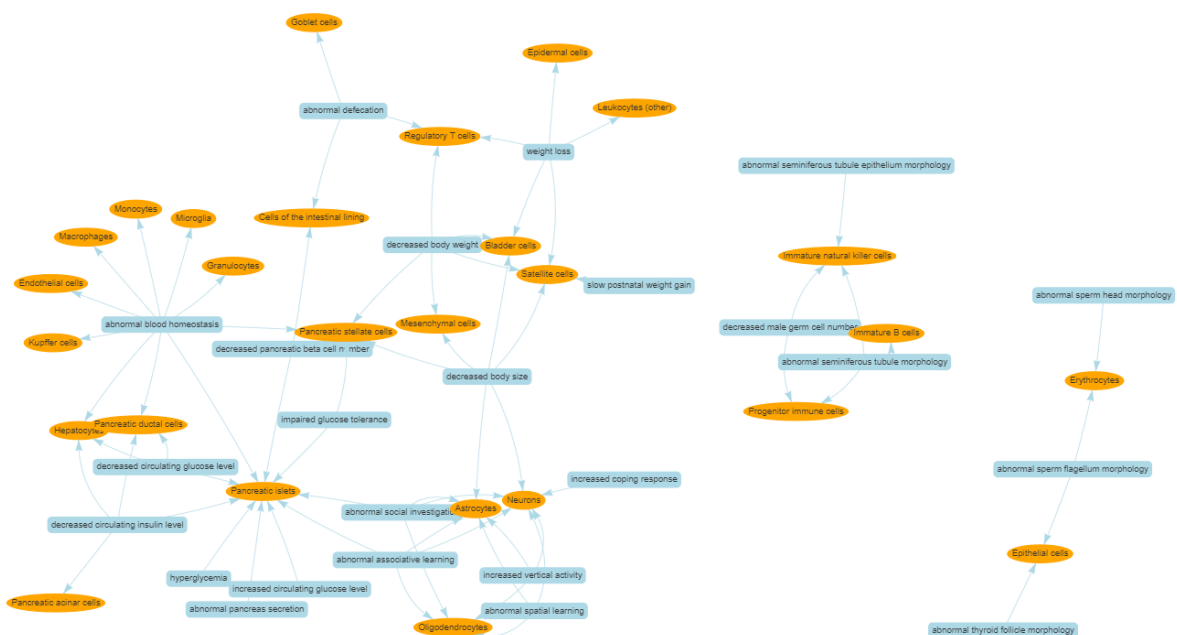 Goblet cells
Epidermal cells
abnormal defecation
Leukocytes (other)
Regulatory T cells
weight loss
abnormal seminiferous tubule epithelium morphology
Monocytes
Microglia
Cells of the intestinal lining
Macrophages
decreased body weight
Bladder cells
Immature natural killer cells
Granulocytes
Satellite cells
Endothelial cells
slow postnatal weight gain
abnormal sperm head morphology
abnormal blood homeostasis
Mesenchymal cells
Pancreatic stellate cells
decreased male germ cell number
Immature B cells
Kupffer cells
decreased pancreatic beta cell number
abnormal seminiferous tubule morphology
decreased body size
Erythrocytes
Progenitor immune cells
impaired glucose tolerance
Pancreatic ductal cells
Hepatocytes
decreased circulating glucose level
abnormal sperm flagellum morphology
increased coping response
Pancreatic islets
Neurons
abnormal social investigatio
Astrocytes
decreased circulating insulin level
Epithelial cells
abnormal associative learning
hyperglycemia
increased vertical activity
increased circulating glucose level
Pancreatic acinar cells
abnormal pancreas secretion
abnormal spatial learning
Oligodendrocytes
abnormal thyroid follicle morphology